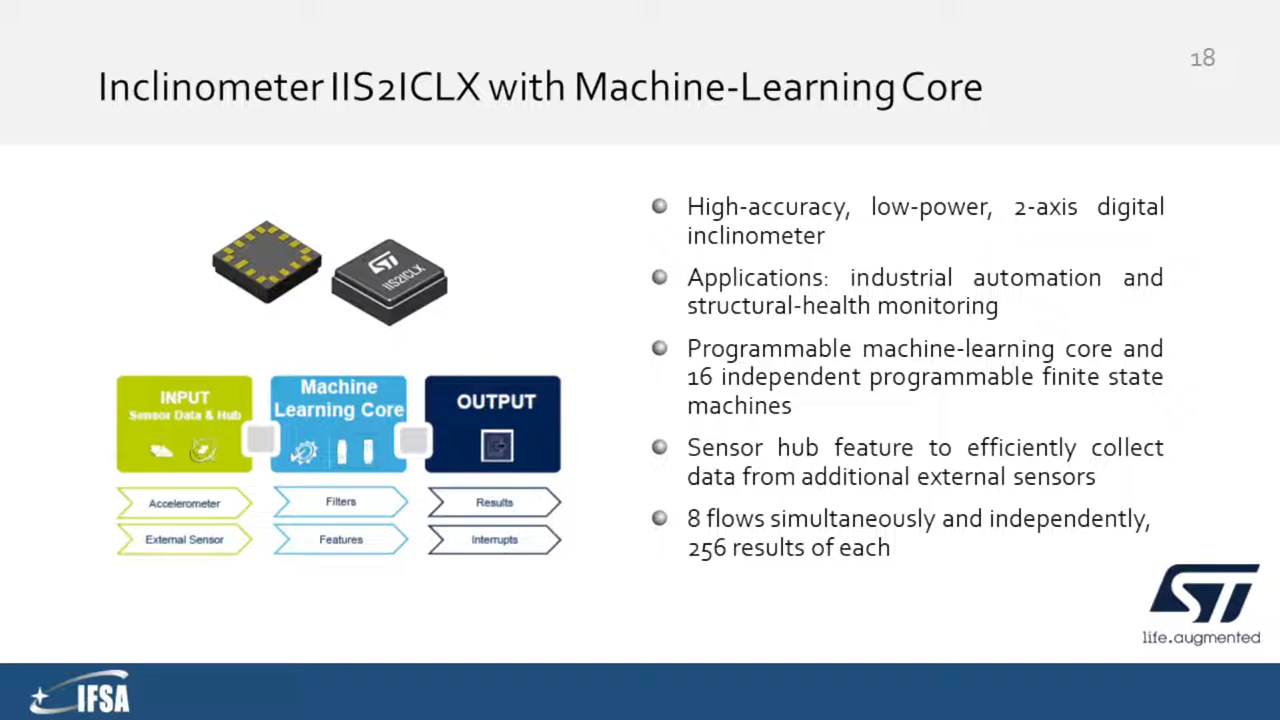 18
Inclinometer IIS2ICLX with Machine-Learning Core
ST
IIS2ICLX
INPUT
Sensor Data & Hub
Accelerometer
External Sensor
Machine
Learning Core
Filters
Features
OUTPUT
Results
Interrupts
High-accuracy, low-power, 2-axis digital
inclinometer
Applications: industrial automation and
structural-health monitoring
Programmable machine-learning core and
16 independent programmable finite state
machines
Sensor hub feature to efficiently collect
data from additional external sensors
8 flows simultaneously and independently,
256 results of each
ST
life.augmented
IFSA